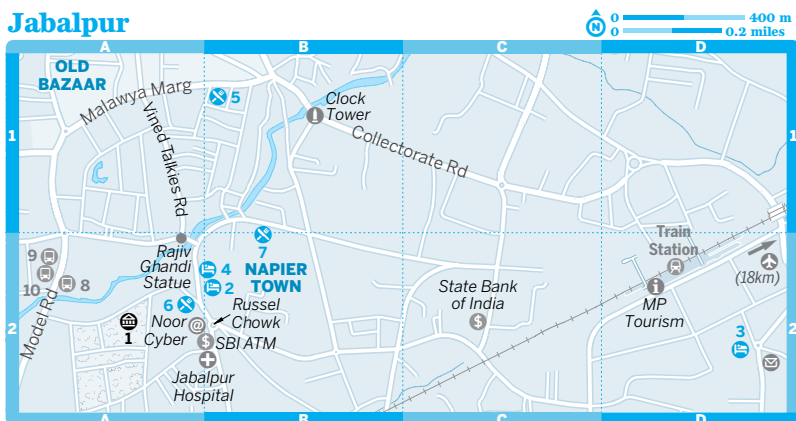 Jabalpur
N
0 400 m
0 0.2 miles
A B C D
OLD
BAZAAR
Malawya Marg
5
Clock
Tower
1 1
Vined Talkies Rd
Collectorate Rd
7
Rajiv
Ghandi
Statue
4
2
NAPIER
TOWN
9
10
8
Train
Station
(18km)
State Bank
of India
$
i
MP
Tourism
Model Rd
6
Russel
Chowk
Noor
Cyber
@
1
$
SBI ATM
2 2
3
Jabalpur
Hospital
A B C D